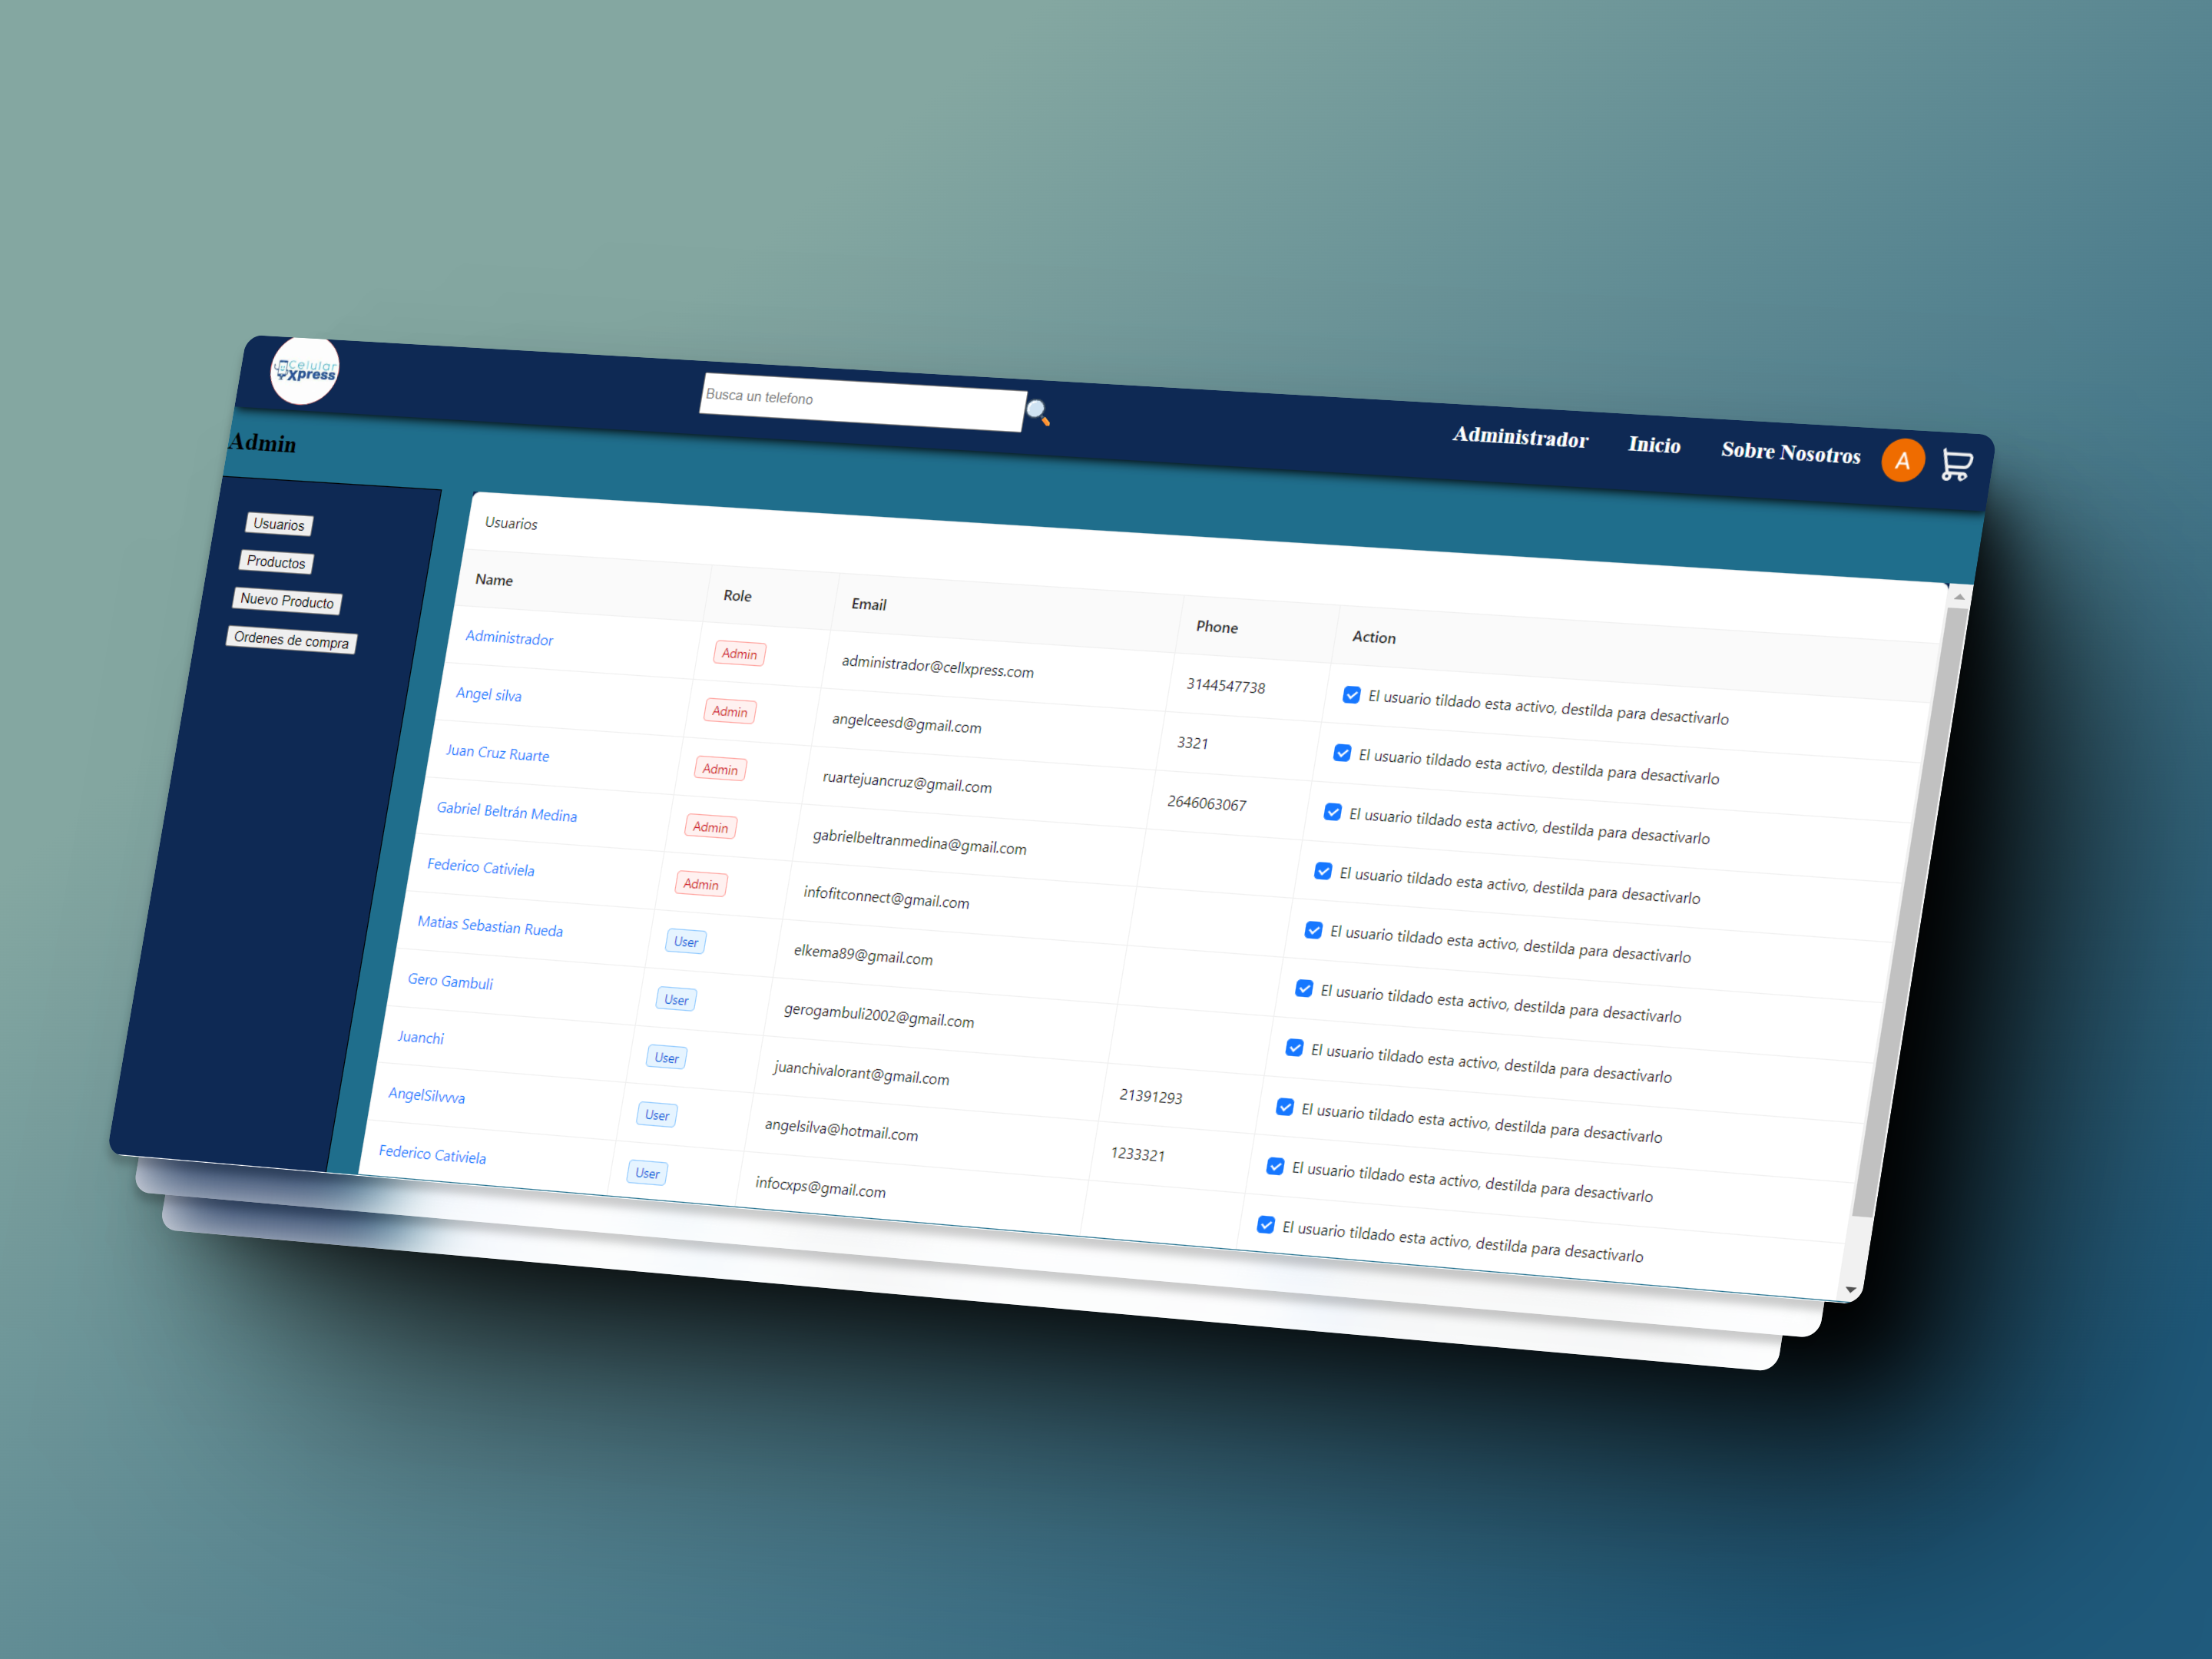 Celular
Xpress
Busca un telefono
Administrador Inicio Sobre Nosotros A
Admin
Usuarios
Productos
Nuevo Producto
Ordenes de compra
Usuarios
Name Role Email Phone Action
Administrador Admin administrador@cellxpress.com 3144547738 El usuario tildado esta activo, destilda para desactivarlo
Angel silva Admin angelceesd@gmail.com 3321 El usuario tildado esta activo, destilda para desactivarlo
Juan Cruz Ruarte Admin ruartejuancruz@gmail.com 2646063067 El usuario tildado esta activo, destilda para desactivarlo
Gabriel Beltrán Medina Admin gabrielbeltranmedina@gmail.com El usuario tildado esta activo, destilda para desactivarlo
Federico Cativiela Admin infofitconnect@gmail.com El usuario tildado esta activo, destilda para desactivarlo
Matias Sebastian Rueda User elkema89@gmail.com El usuario tildado esta activo, destilda para desactivarlo
Gero Gambuli User gerogambuli2002@gmail.com El usuario tildado esta activo, destilda para desactivarlo
Juanchi User juanchivalorant@gmail.com 21391293 El usuario tildado esta activo, destilda para desactivarlo
AngelSilvvva User angelsilva@hotmail.com 1233321 El usuario tildado esta activo, destilda para desactivarlo
Federico Cativiela User infocxps@gmail.com El usuario tildado esta activo, destilda para desactivarlo